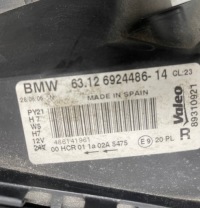 BMW 63.12 6924486-14 CL:23
MADE IN SPAIN
PY21
H7
W5
H7
12V
Valeo
89310921
R
00 HCR 01 1a 02A 5475
E9 20 PL